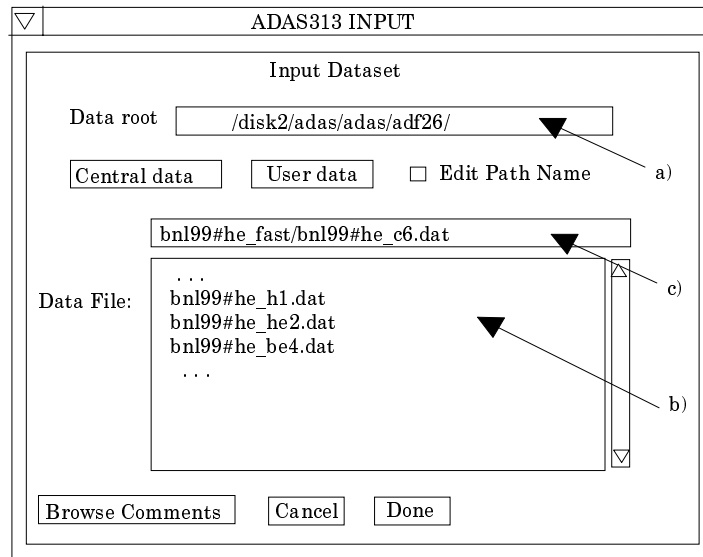 ADAS313 INPUT
Input Dataset
Data root /disk2/adas/adas/adf26/
a)
Central data User data Edit Path Name
bnl99#he_fast/bnl99#he_c6.dat
c)
Data File:
. . .
bnl99#he_h1.dat
bnl99#he_he2.dat
bnl99#he_be4.dat
. . .
b)
Browse Comments Cancel Done